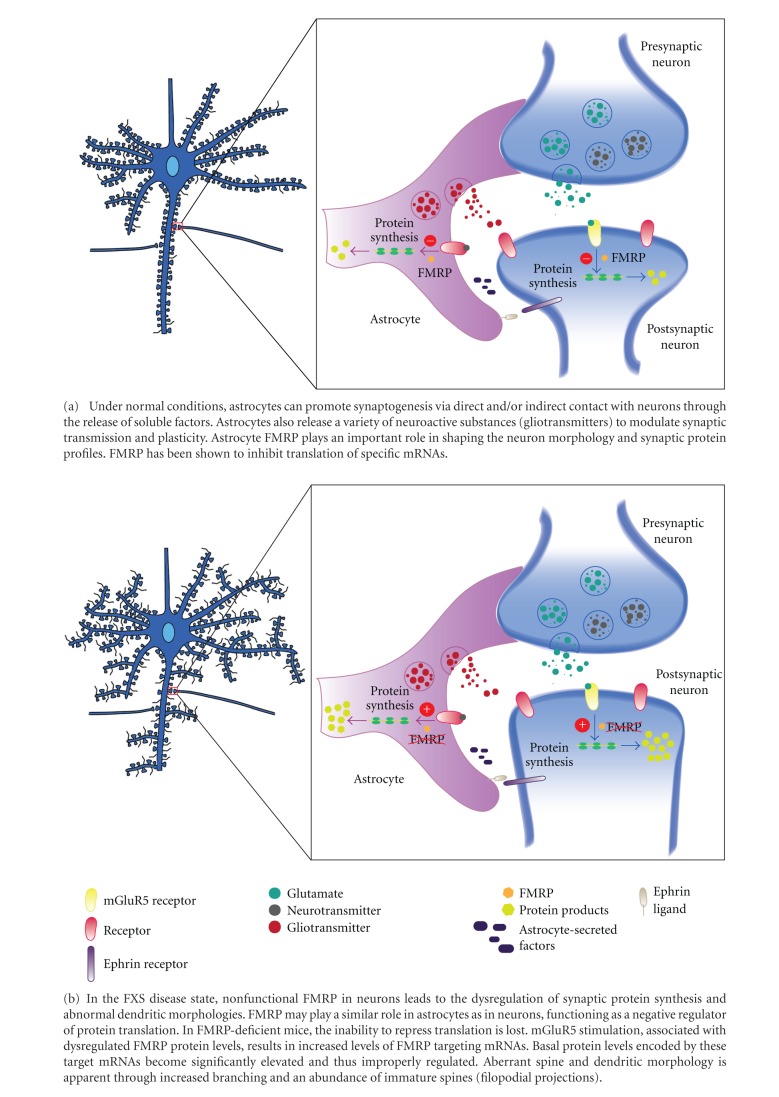 Presynaptic
neuron
Protein
synthesis
FMRP
Astrocyte
FMRP
Protein
synthesis
Postsynaptic
neuron
(a) Under normal conditions, astrocytes can promote synaptogenesis via direct and/or indirect contact with neurons through
the release of soluble factors. Astrocytes also release a variety of neuroactive substances (gliotransmitters) to modulate synaptic
transmission and plasticity. Astrocyte FMRP plays an important role in shaping the neuron morphology and synaptic protein
profiles. FMRP has been shown to inhibit translation of specific mRNAs.
Presynaptic
neuron
Postsynaptic
neuron
Protein
synthesis
+
FMRP
Astrocyte
+
FMRP
Protein
synthesis
mGluR5 receptor
Receptor
Ephrin receptor
Glutamate
Neurotransmitter
Gliotransmitter
FMRP
Protein products
Astrocyte-secreted
factors
Ephrin
ligand
(b) In the FXS disease state, nonfunctional FMRP in neurons leads to the dysregulation of synaptic protein synthesis and
abnormal dendritic morphologies. FMRP may play a similar role in astrocytes as in neurons, functioning as a negative regulator
of protein translation. In FMRP-deficient mice, the inability to repress translation is lost. mGluR5 stimulation, associated with
dysregulated FMRP protein levels, results in increased levels of FMRP targeting mRNAs. Basal protein levels encoded by these
target mRNAs become significantly elevated and thus improperly regulated. Aberrant spine and dendritic morphology is
apparent through increased branching and an abundance of immature spines (filopodial projections).